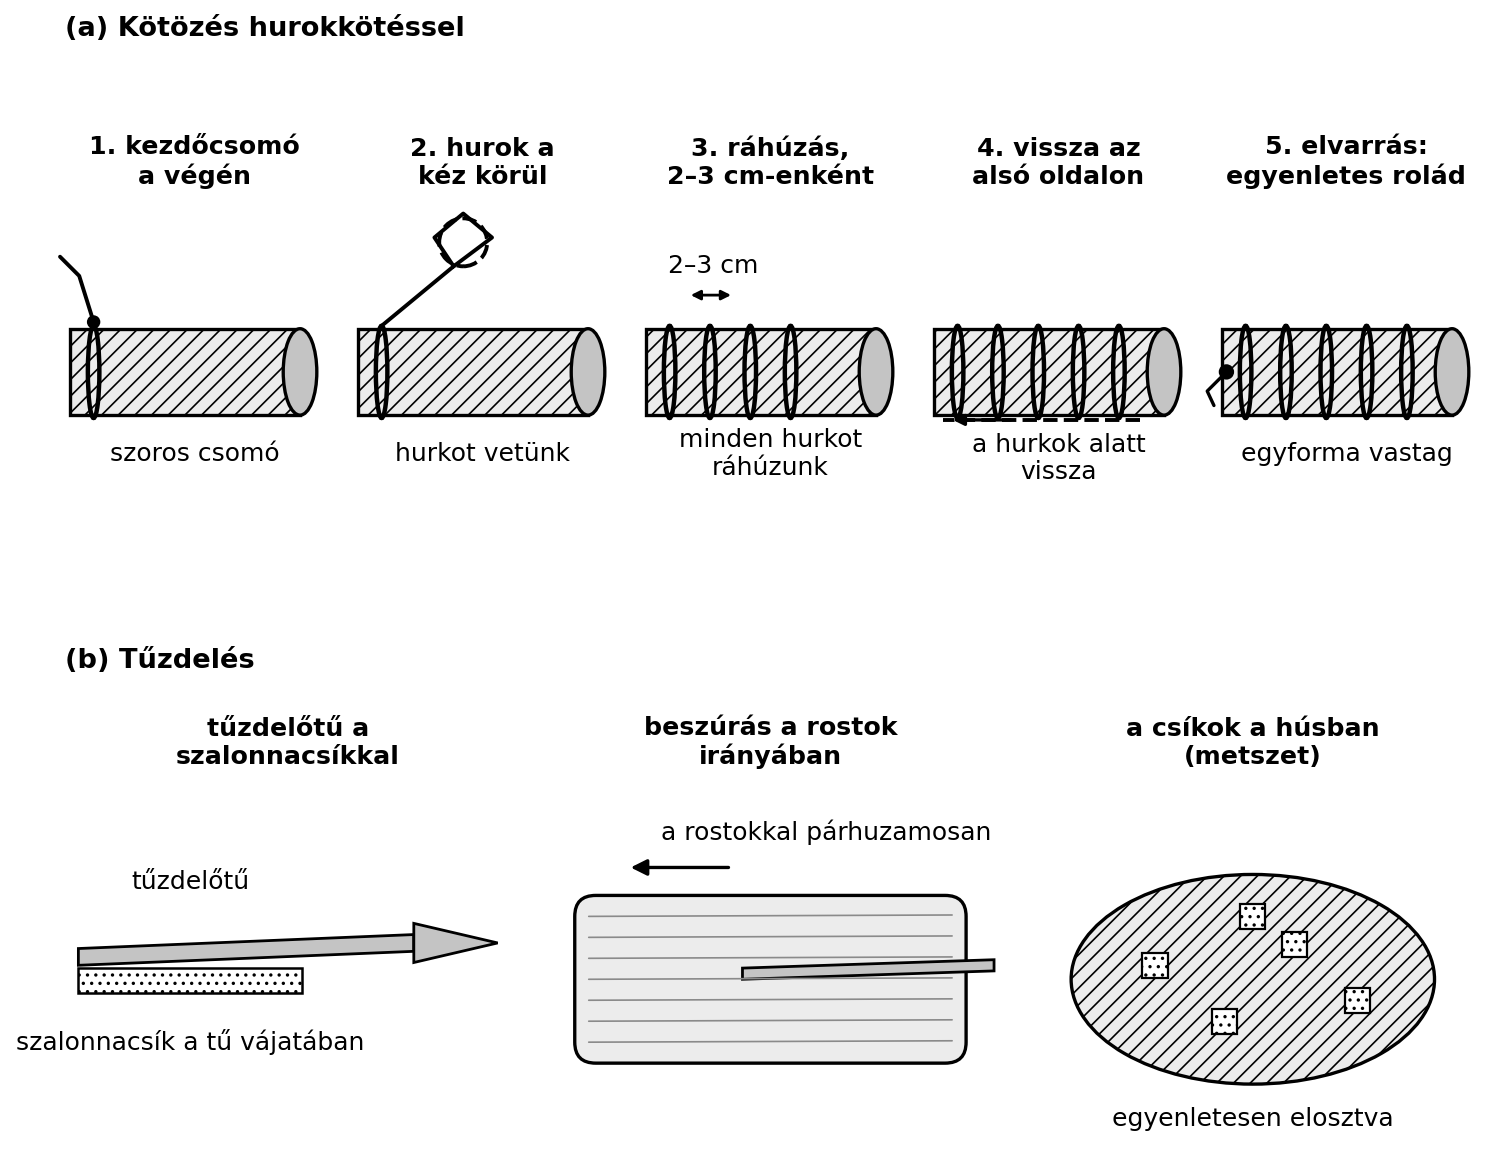 (a) Kötözés hurokkötéssel
1. kezdőcsomó
a végén
2. hurok a
kéz körül
3. ráhúzás,
2–3 cm-enként
4. vissza az
alsó oldalon
5. elvarrás:
egyenletes rolád
2–3 cm
szoros csomó
hurkot vetünk
minden hurkot
ráhúzunk
a hurkok alatt
vissza
egyforma vastag
(b) Tűzdelés
tűzdelőtű a
szalonnacsíkkal
beszúrás a rostok
irányában
a csíkok a húsban
(metszet)
a rostokkal párhuzamosan
tűzdelőtű
szalonnacsík a tű vájatában
egyenletesen elosztva